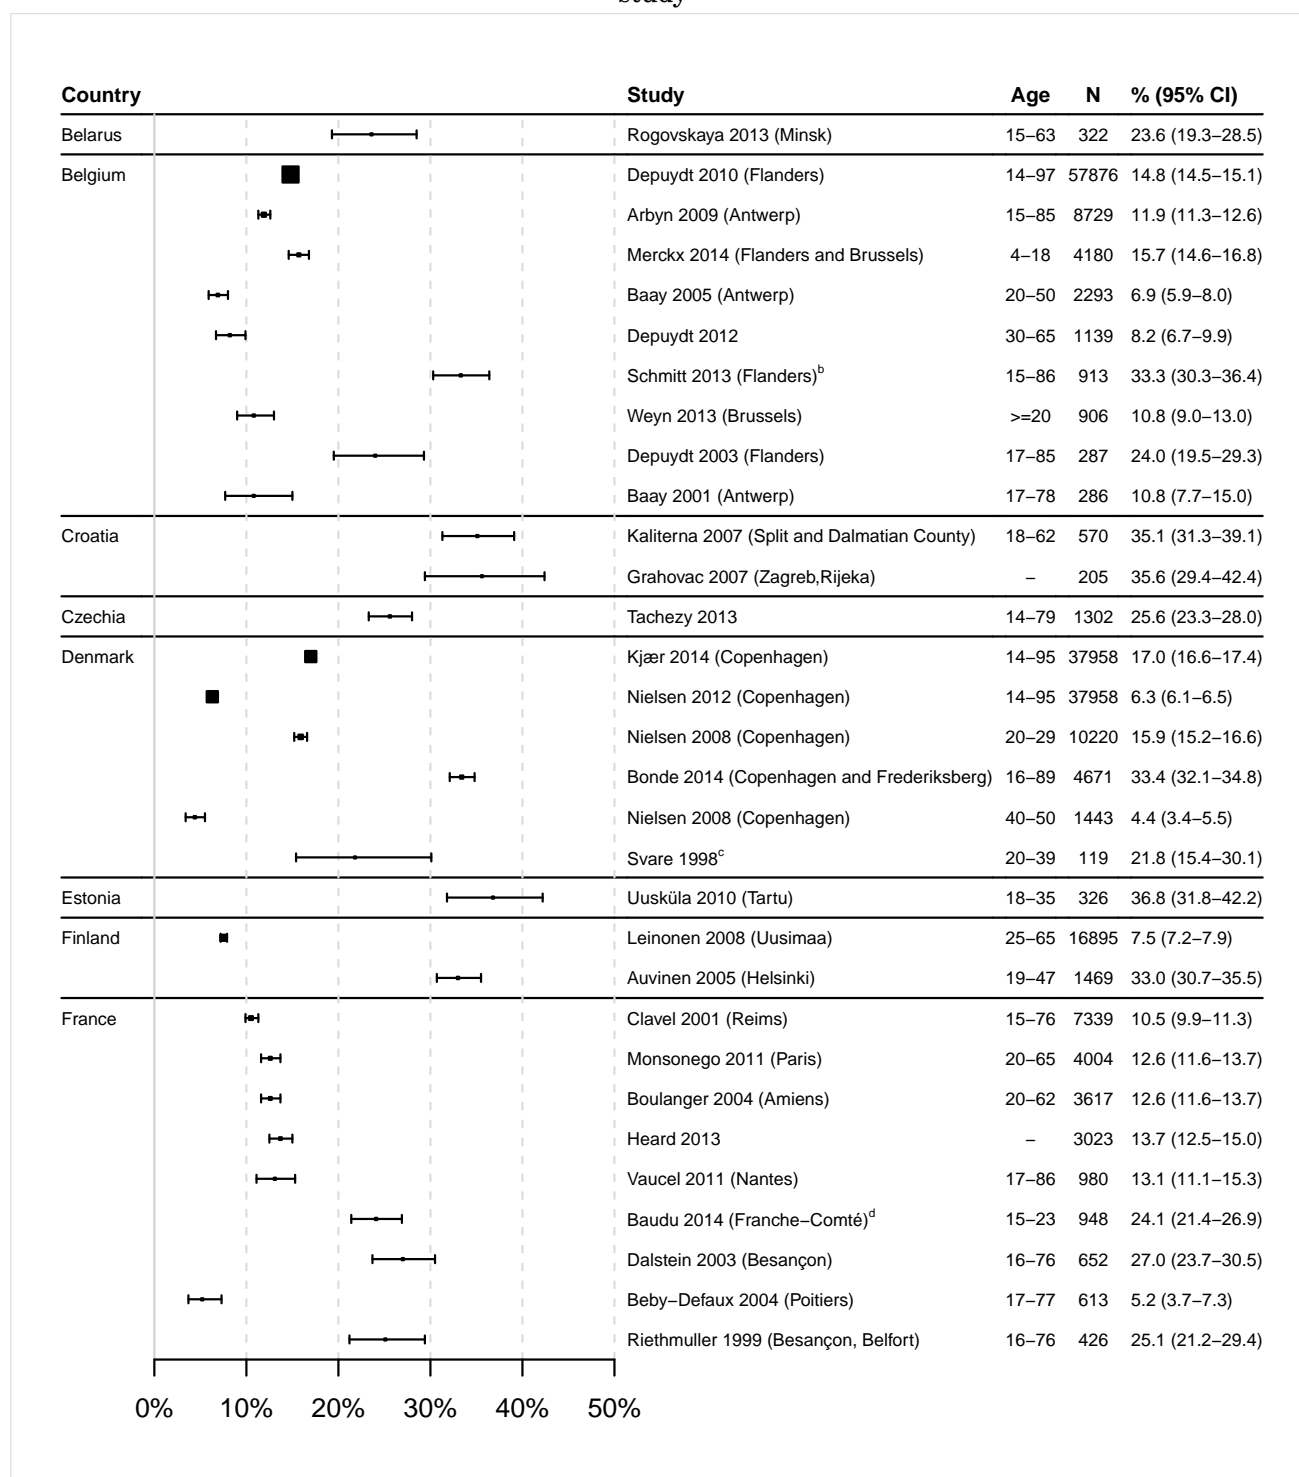 study
Country Study Age N % (95% CI)
Belarus Rogovskaya 2013 (Minsk) 15–63 322 23.6 (19.3–28.5)
Belgium Depuydt 2010 (Flanders) 14–97 57876 14.8 (14.5–15.1)
Arbyn 2009 (Antwerp) 15–85 8729 11.9 (11.3–12.6)
Merckx 2014 (Flanders and Brussels) 4–18 4180 15.7 (14.6–16.8)
Baay 2005 (Antwerp) 20–50 2293 6.9 (5.9–8.0)
Depuydt 2012 30–65 1139 8.2 (6.7–9.9)
Schmitt 2013 (Flanders)b 15–86 913 33.3 (30.3–36.4)
Weyn 2013 (Brussels) >=20 906 10.8 (9.0–13.0)
Depuydt 2003 (Flanders) 17–85 287 24.0 (19.5–29.3)
Baay 2001 (Antwerp) 17–78 286 10.8 (7.7–15.0)
Croatia Kaliterna 2007 (Split and Dalmatian County) 18–62 570 35.1 (31.3–39.1)
Grahovac 2007 (Zagreb,Rijeka) – 205 35.6 (29.4–42.4)
Czechia Tachezy 2013 14–79 1302 25.6 (23.3–28.0)
Denmark Kjær 2014 (Copenhagen) 14–95 37958 17.0 (16.6–17.4)
Nielsen 2012 (Copenhagen) 14–95 37958 6.3 (6.1–6.5)
Nielsen 2008 (Copenhagen) 20–29 10220 15.9 (15.2–16.6)
Bonde 2014 (Copenhagen and Frederiksberg) 16–89 4671 33.4 (32.1–34.8)
Nielsen 2008 (Copenhagen) 40–50 1443 4.4 (3.4–5.5)
Svare 1998c 20–39 119 21.8 (15.4–30.1)
Estonia Uusküla 2010 (Tartu) 18–35 326 36.8 (31.8–42.2)
Finland Leinonen 2008 (Uusimaa) 25–65 16895 7.5 (7.2–7.9)
Auvinen 2005 (Helsinki) 19–47 1469 33.0 (30.7–35.5)
France Clavel 2001 (Reims) 15–76 7339 10.5 (9.9–11.3)
Monsonego 2011 (Paris) 20–65 4004 12.6 (11.6–13.7)
Boulanger 2004 (Amiens) 20–62 3617 12.6 (11.6–13.7)
Heard 2013 – 3023 13.7 (12.5–15.0)
Vaucel 2011 (Nantes) 17–86 980 13.1 (11.1–15.3)
Baudu 2014 (Franche–Comté)d 15–23 948 24.1 (21.4–26.9)
Dalstein 2003 (Besançon) 16–76 652 27.0 (23.7–30.5)
Beby–Defaux 2004 (Poitiers) 17–77 613 5.2 (3.7–7.3)
Riethmuller 1999 (Besançon, Belfort) 16–76 426 25.1 (21.2–29.4)
0% 10% 20% 30% 40% 50%